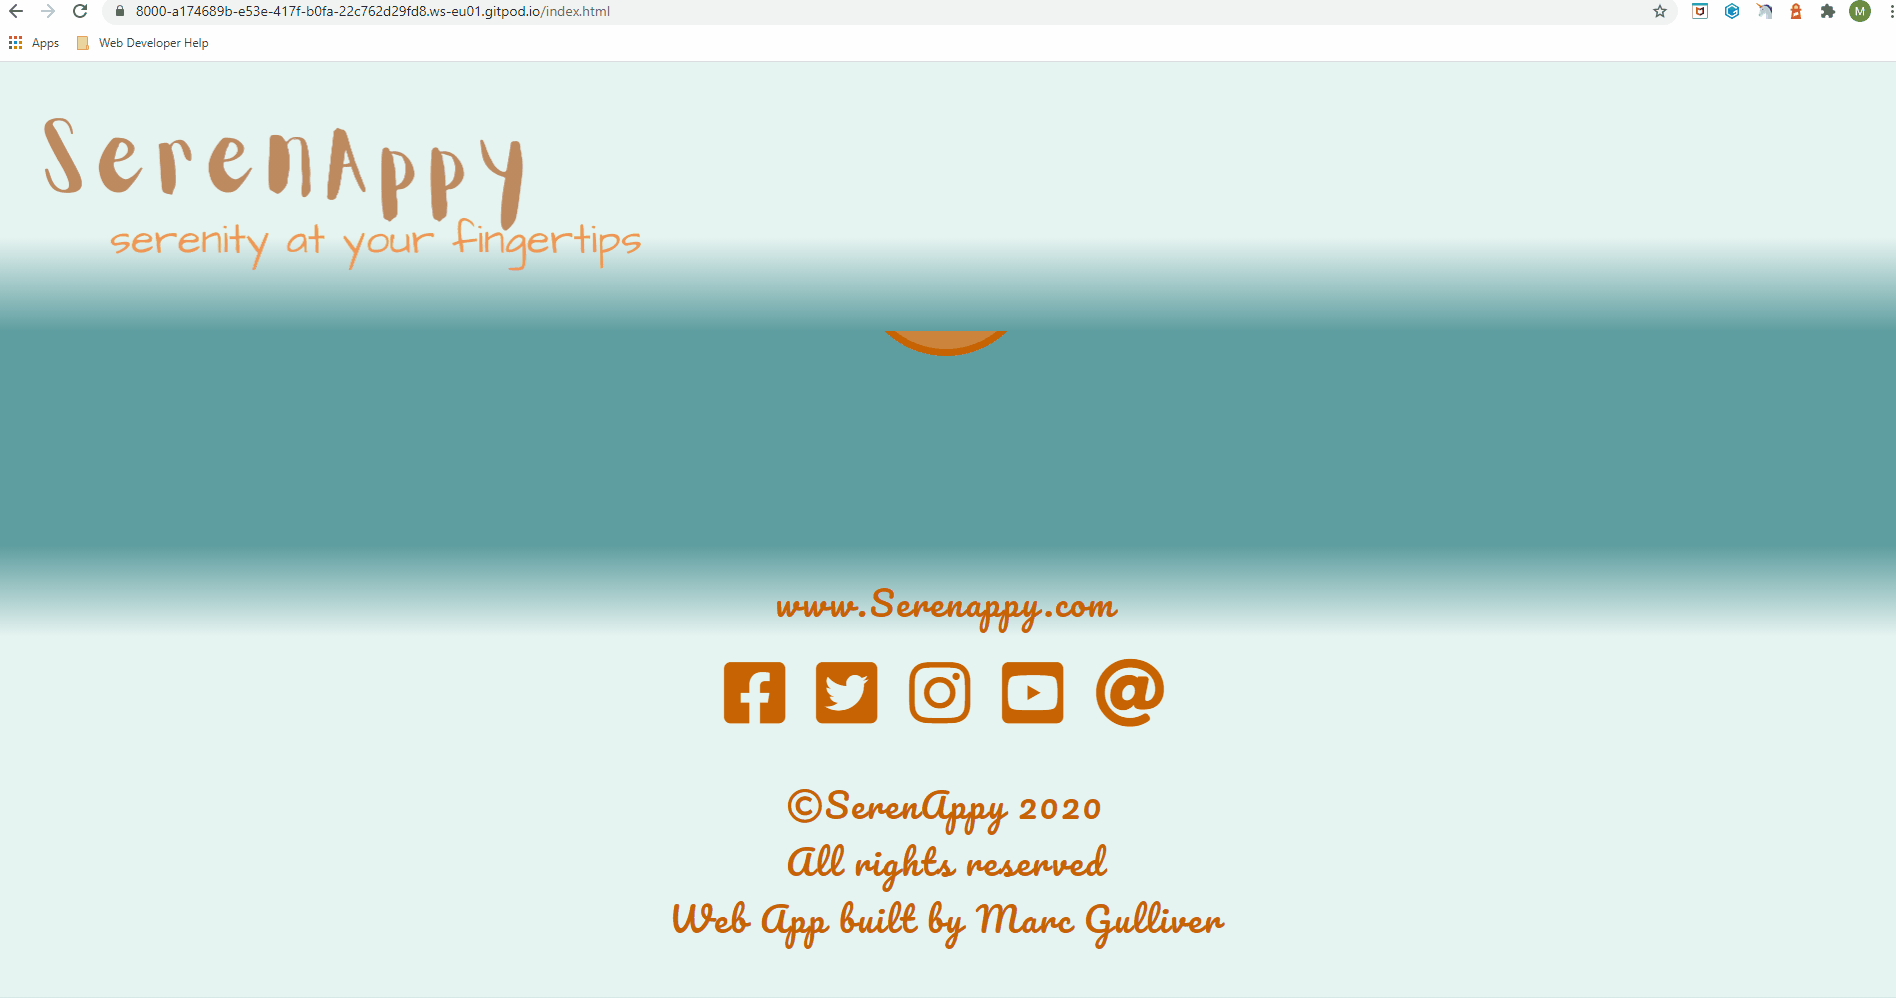 8000-a174689b-e53e-417f-b0fa-22c762d29fd8.ws-eu01.gitpod.io/index.html
M
Apps
Web Developer Help
SerenAppy
serenity at your fingertips
www.Serenappy.com
©SerenAppy 2020
All rights reserved
Web App built by Marc Gulliver